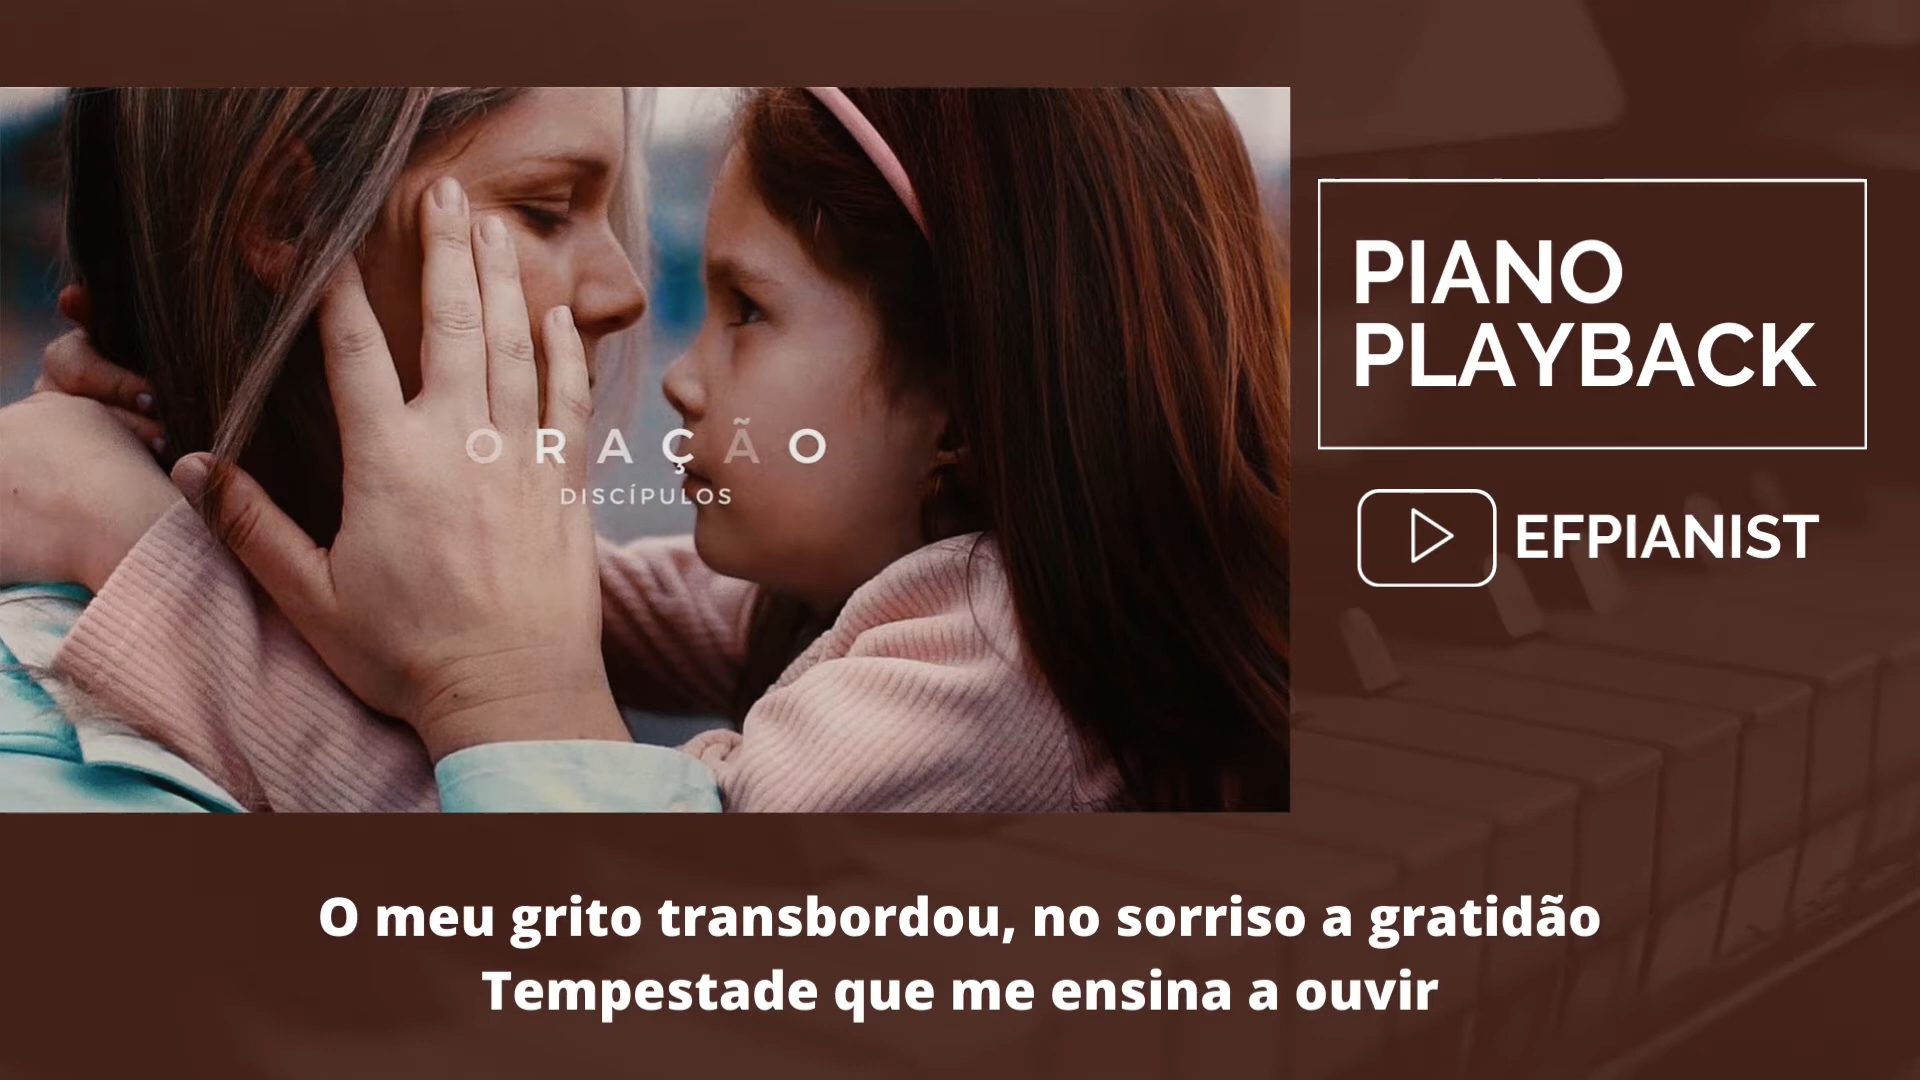 ORAÇÃO
DISCÍPULOS
PIANO
PLAYBACK
EFPIANIST
O meu grito transbordou, no sorriso a gratidão
Tempestade que me ensina a ouvir